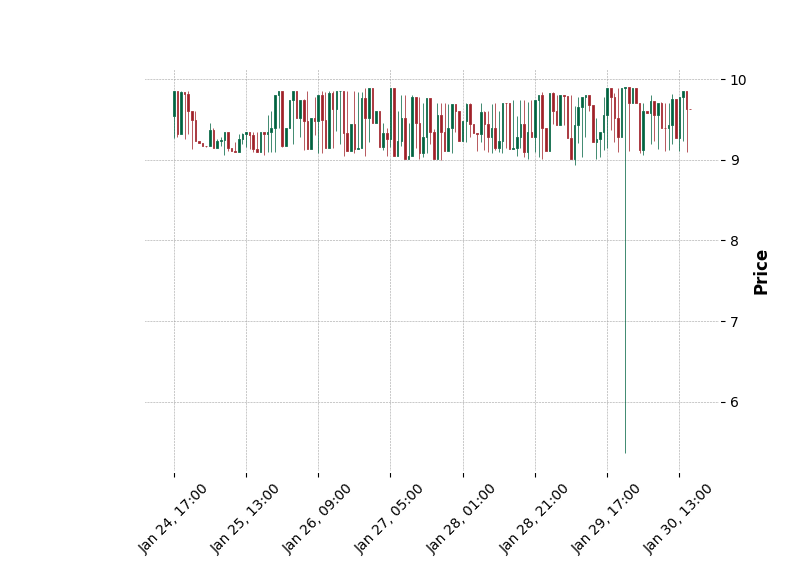 10
9
8
7
6
Price
Jan 24, 17:00
Jan 25, 13:00
Jan 26, 09:00
Jan 27, 05:00
Jan 28, 01:00
Jan 28, 21:00
Jan 29, 17:00
Jan 30, 13:00